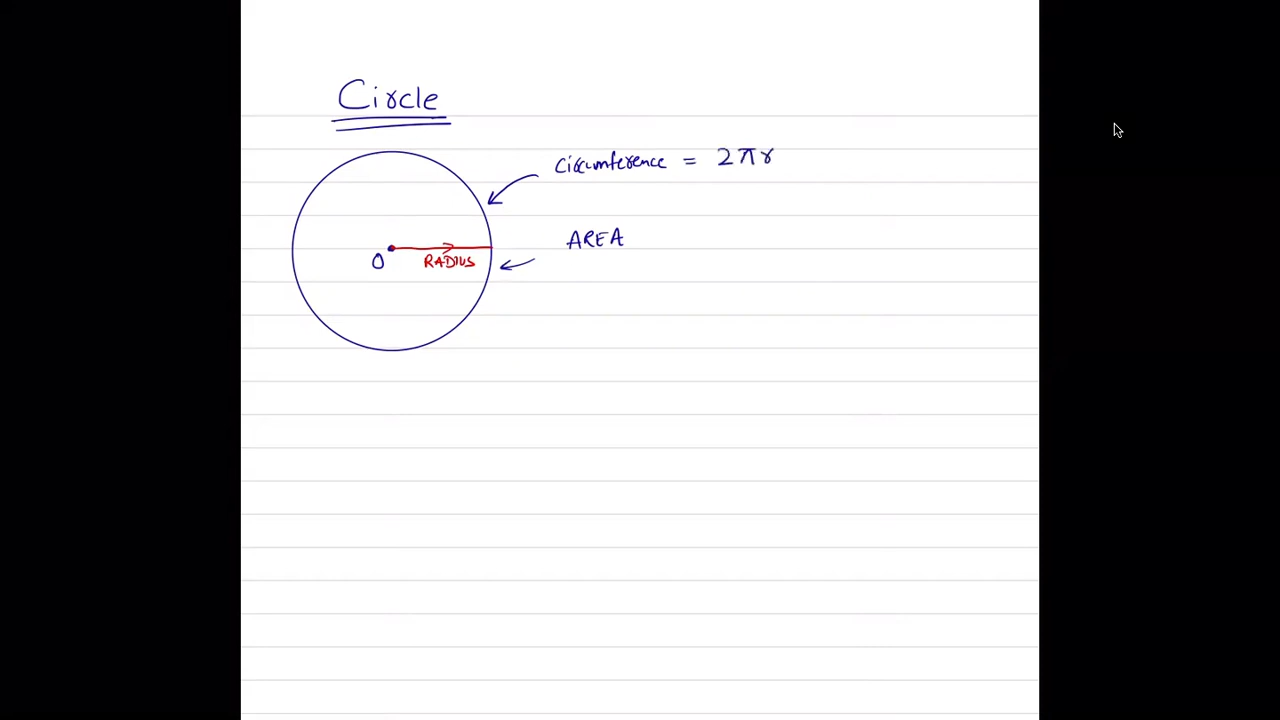 Circle
Circumference = 2πr
AREA
O
RADIUS